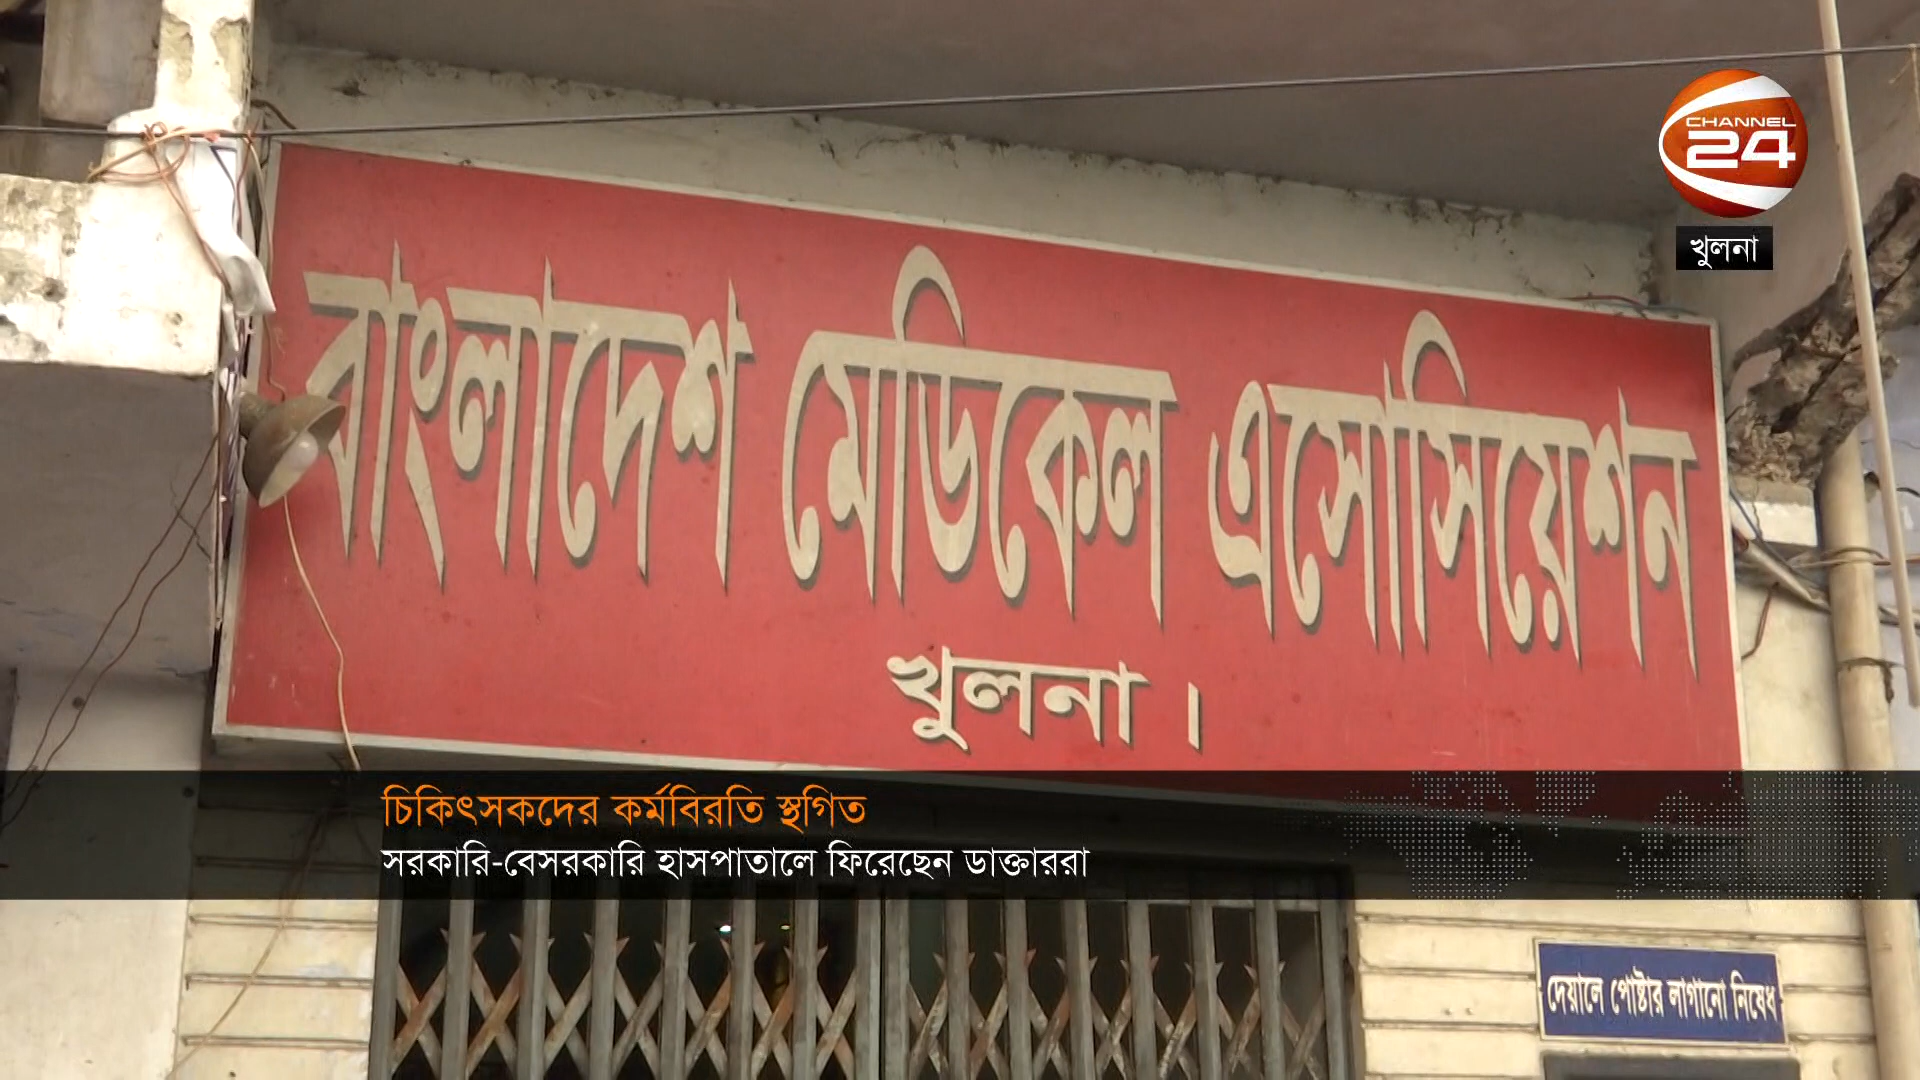 CHANNEL
24
খুলনা
বাংলাদেশ মেডিকেল এসোসিয়েশন
খুলনা ।
চিকিৎসকদের কর্মবিরতি স্থগিত
সরকারি-বেসরকারি হাসপাতালে ফিরেছেন ডাক্তাররা
দেয়ালে পোষ্টার লাগানো নিষেধ